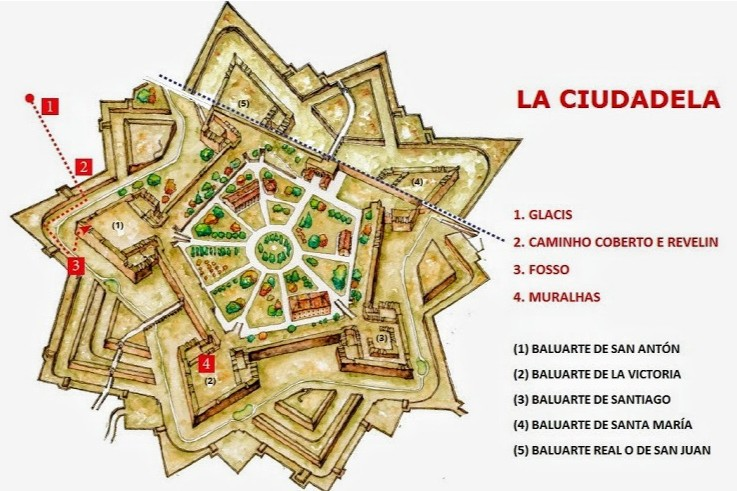 LA CIUDADELA
1. GLACIS
2. CAMINHO COBERTO E REVELIN
3. FOSSO
4. MURALHAS
(1) BALUARTE DE SAN ANTÓN
(2) BALUARTE DE LA VICTORIA
(3) BALUARTE DE SANTIAGO
(4) BALUARTE DE SANTA MARÍA
(5) BALUARTE REAL O DE SAN JUAN
1
(5)
2
(4)
(1)
3
(3)
4
(2)